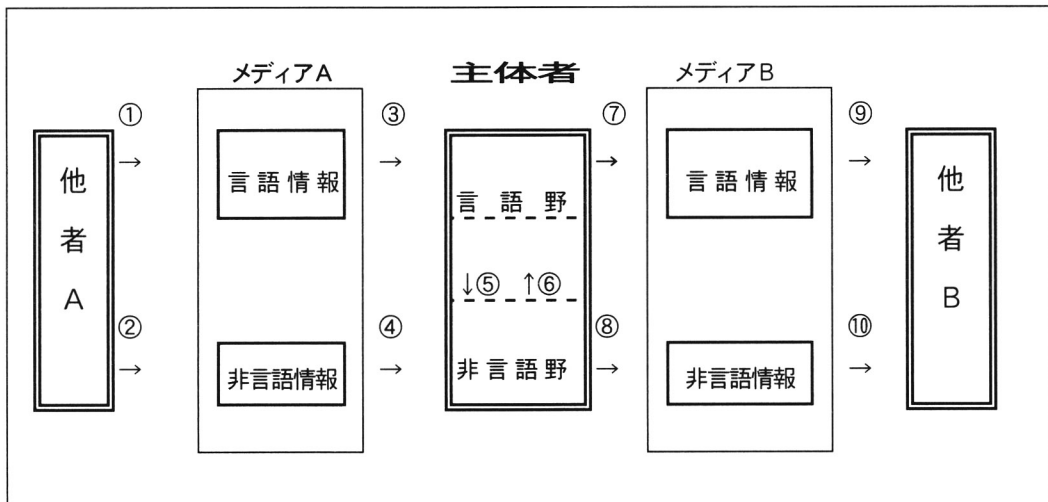 メディアA
主体者
メディアB
①
③
⑦
⑨
→
→
→
→
他者A
言語情報
言語野
言語情報
他者B
↓⑤ ↑⑥
②
④
⑧
⑩
→
→
→
→
非言語情報
非言語野
非言語情報